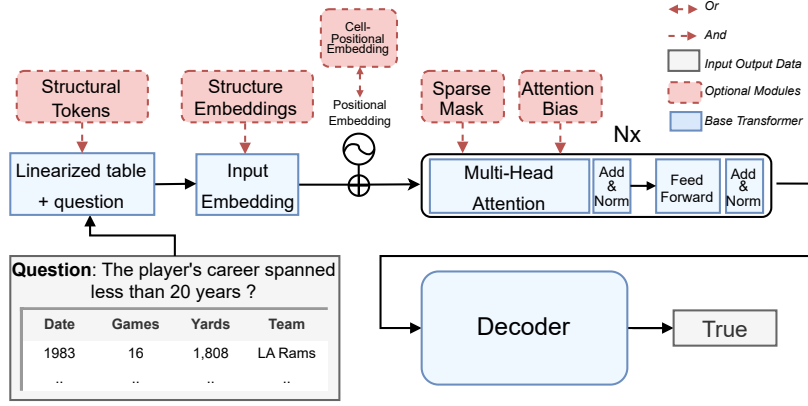 Cell-
Positional
Embedding
Or
And
Input Output Data
Optional Modules
Base Transformer
Structural
Tokens
Structure
Embeddings
Positional
Embedding
Sparse
Mask
Attention
Bias
Nx
Linearized table
+ question
Input
Embedding
Multi-Head
Attention
Add
&
Norm
Feed
Forward
Add
&
Norm
Question: The player's career spanned
less than 20 years ?
Date Games Yards Team
1983 16 1,808 LA Rams
.. .. .. ..
Decoder
True